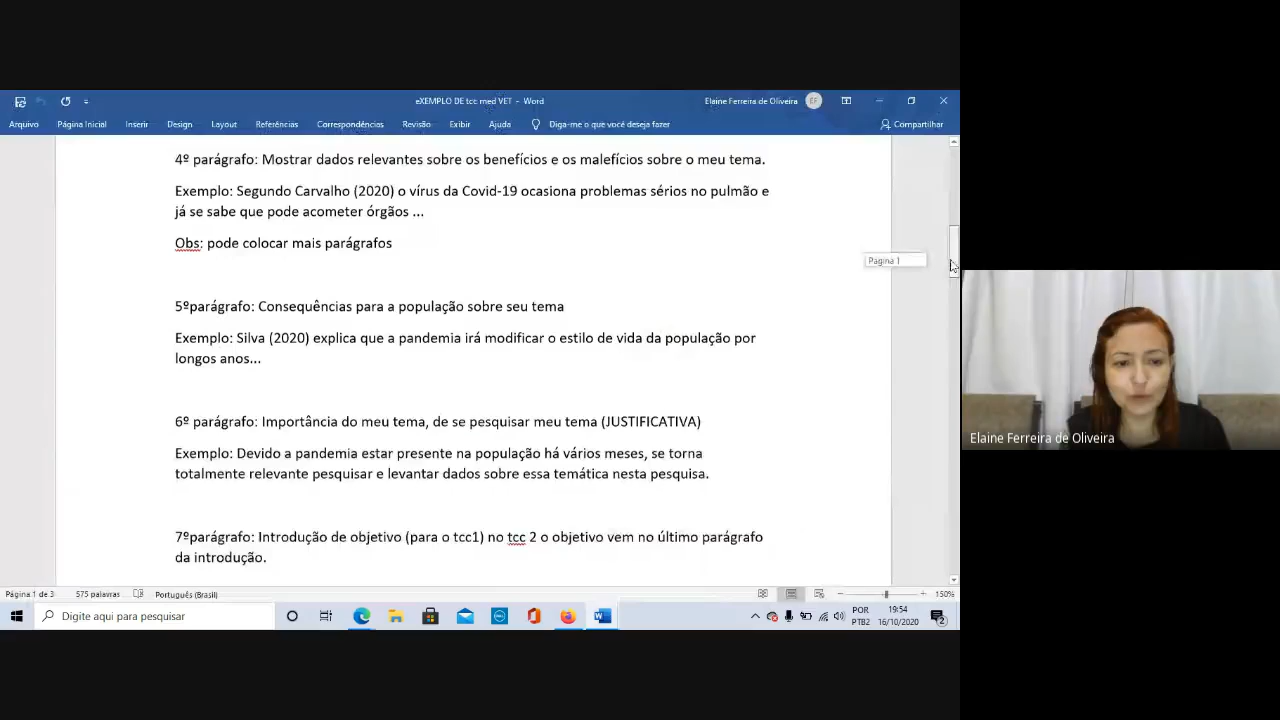 eXEMPLO DE tcc med VET - Word
Elaine Ferreira de Oliveira
EF
Arquivo
Página Inicial
Inserir
Design
Layout
Referências
Correspondências
Revisão
Exibir
Ajuda
Diga-me o que você deseja fazer
Compartilhar
4º parágrafo: Mostrar dados relevantes sobre os benefícios e os malefícios sobre o meu tema.
Exemplo: Segundo Carvalho (2020) o vírus da Covid-19 ocasiona problemas sérios no pulmão e
já se sabe que pode acometer órgãos ...
Obs: pode colocar mais parágrafos
Página 1
5ºparágrafo: Consequências para a população sobre seu tema
Exemplo: Silva (2020) explica que a pandemia irá modificar o estilo de vida da população por
longos anos...
6º parágrafo: Importância do meu tema, de se pesquisar meu tema (JUSTIFICATIVA)
Exemplo: Devido a pandemia estar presente na população há vários meses, se torna
totalmente relevante pesquisar e levantar dados sobre essa temática nesta pesquisa.
7ºparágrafo: Introdução de objetivo (para o tcc1) no tcc 2 o objetivo vem no último parágrafo
da introdução.
Elaine Ferreira de Oliveira
Página 1 de 3
575 palavras
Português (Brasil)
150%
Digite aqui para pesquisar
POR
PTB2
19:54
16/10/2020
2